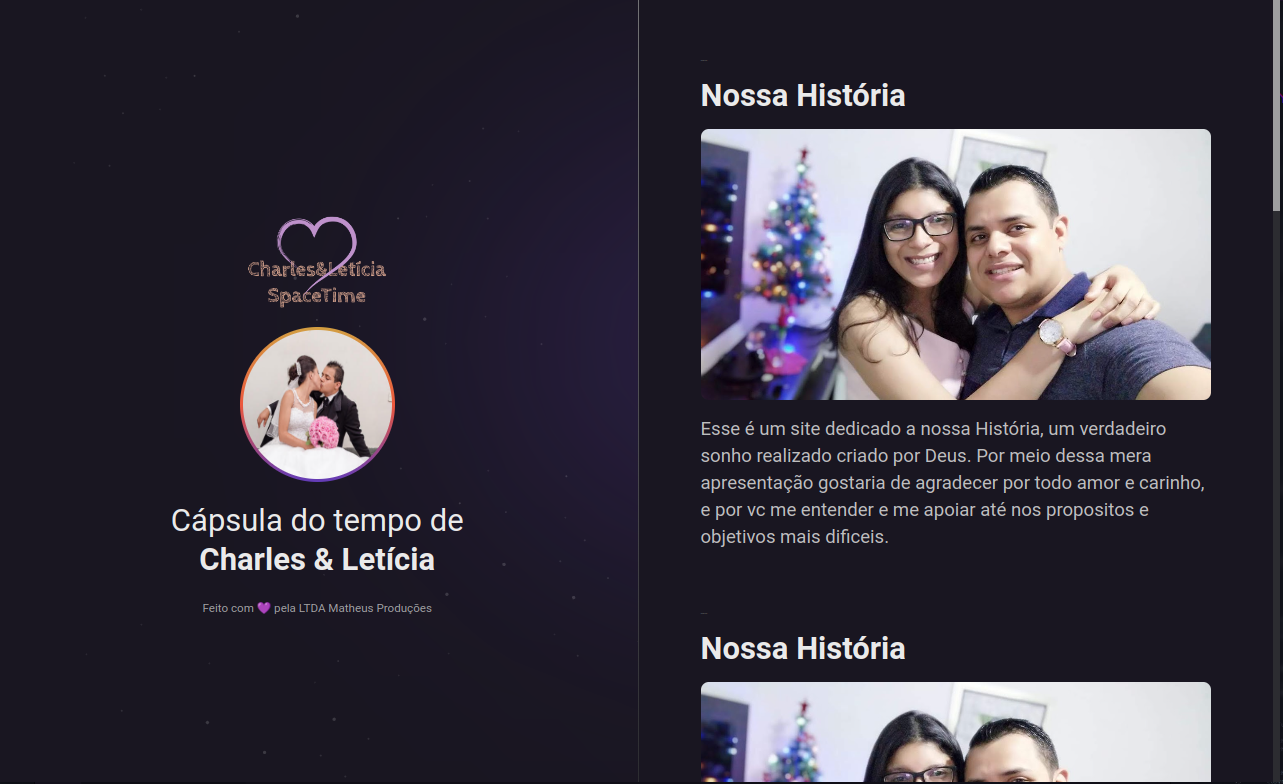 Charles&Letícia
SpaceTime
Cápsula do tempo de
Charles & Letícia
Feito com 💜 pela LTDA Matheus Produções
Nossa História
Esse é um site dedicado a nossa História, um verdadeiro
sonho realizado criado por Deus. Por meio dessa mera
apresentação gostaria de agradecer por todo amor e carinho,
e por vc me entender e me apoiar até nos propositos e
objetivos mais dificeis.
Nossa História